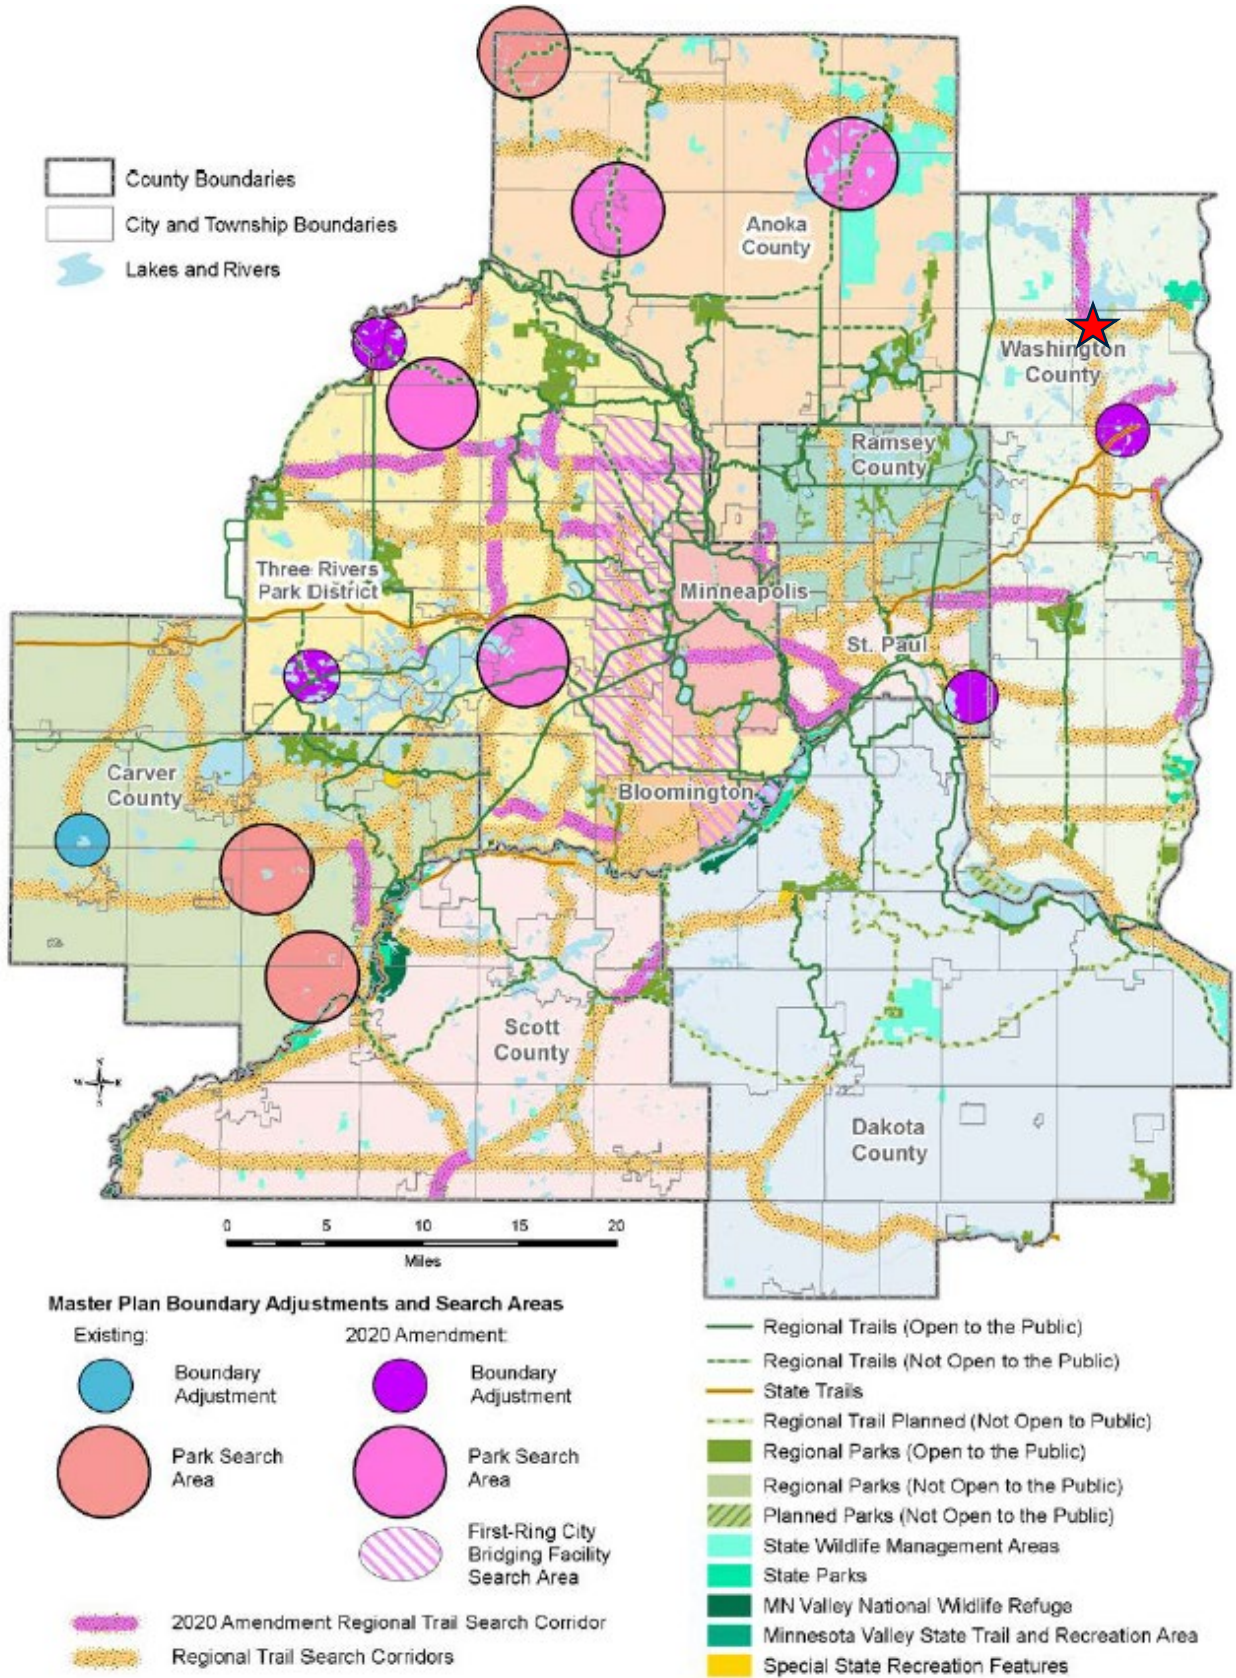 County Boundaries
City and Township Boundaries
Lakes and Rivers
Anoka
County
Washington
County
Ramsey
County
Three Rivers
Park District
Minneapolis
St. Paul
Carver
County
Bloomington
Scott
County
Dakota
County
N
W
E
S
0 5 10 15 20
Miles
Master Plan Boundary Adjustments and Search Areas
Existing:
Boundary
Adjustment
Park Search
Area
2020 Amendment:
Boundary
Adjustment
Park Search
Area
First-Ring City
Bridging Facility
Search Area
2020 Amendment Regional Trail Search Corridor
Regional Trail Search Corridors
Regional Trails (Open to the Public)
Regional Trails (Not Open to the Public)
State Trails
Regional Trail Planned (Not Open to Public)
Regional Parks (Open to the Public)
Regional Parks (Not Open to the Public)
Planned Parks (Not Open to the Public)
State Wildlife Management Areas
State Parks
MN Valley National Wildlife Refuge
Minnesota Valley State Trail and Recreation Area
Special State Recreation Features